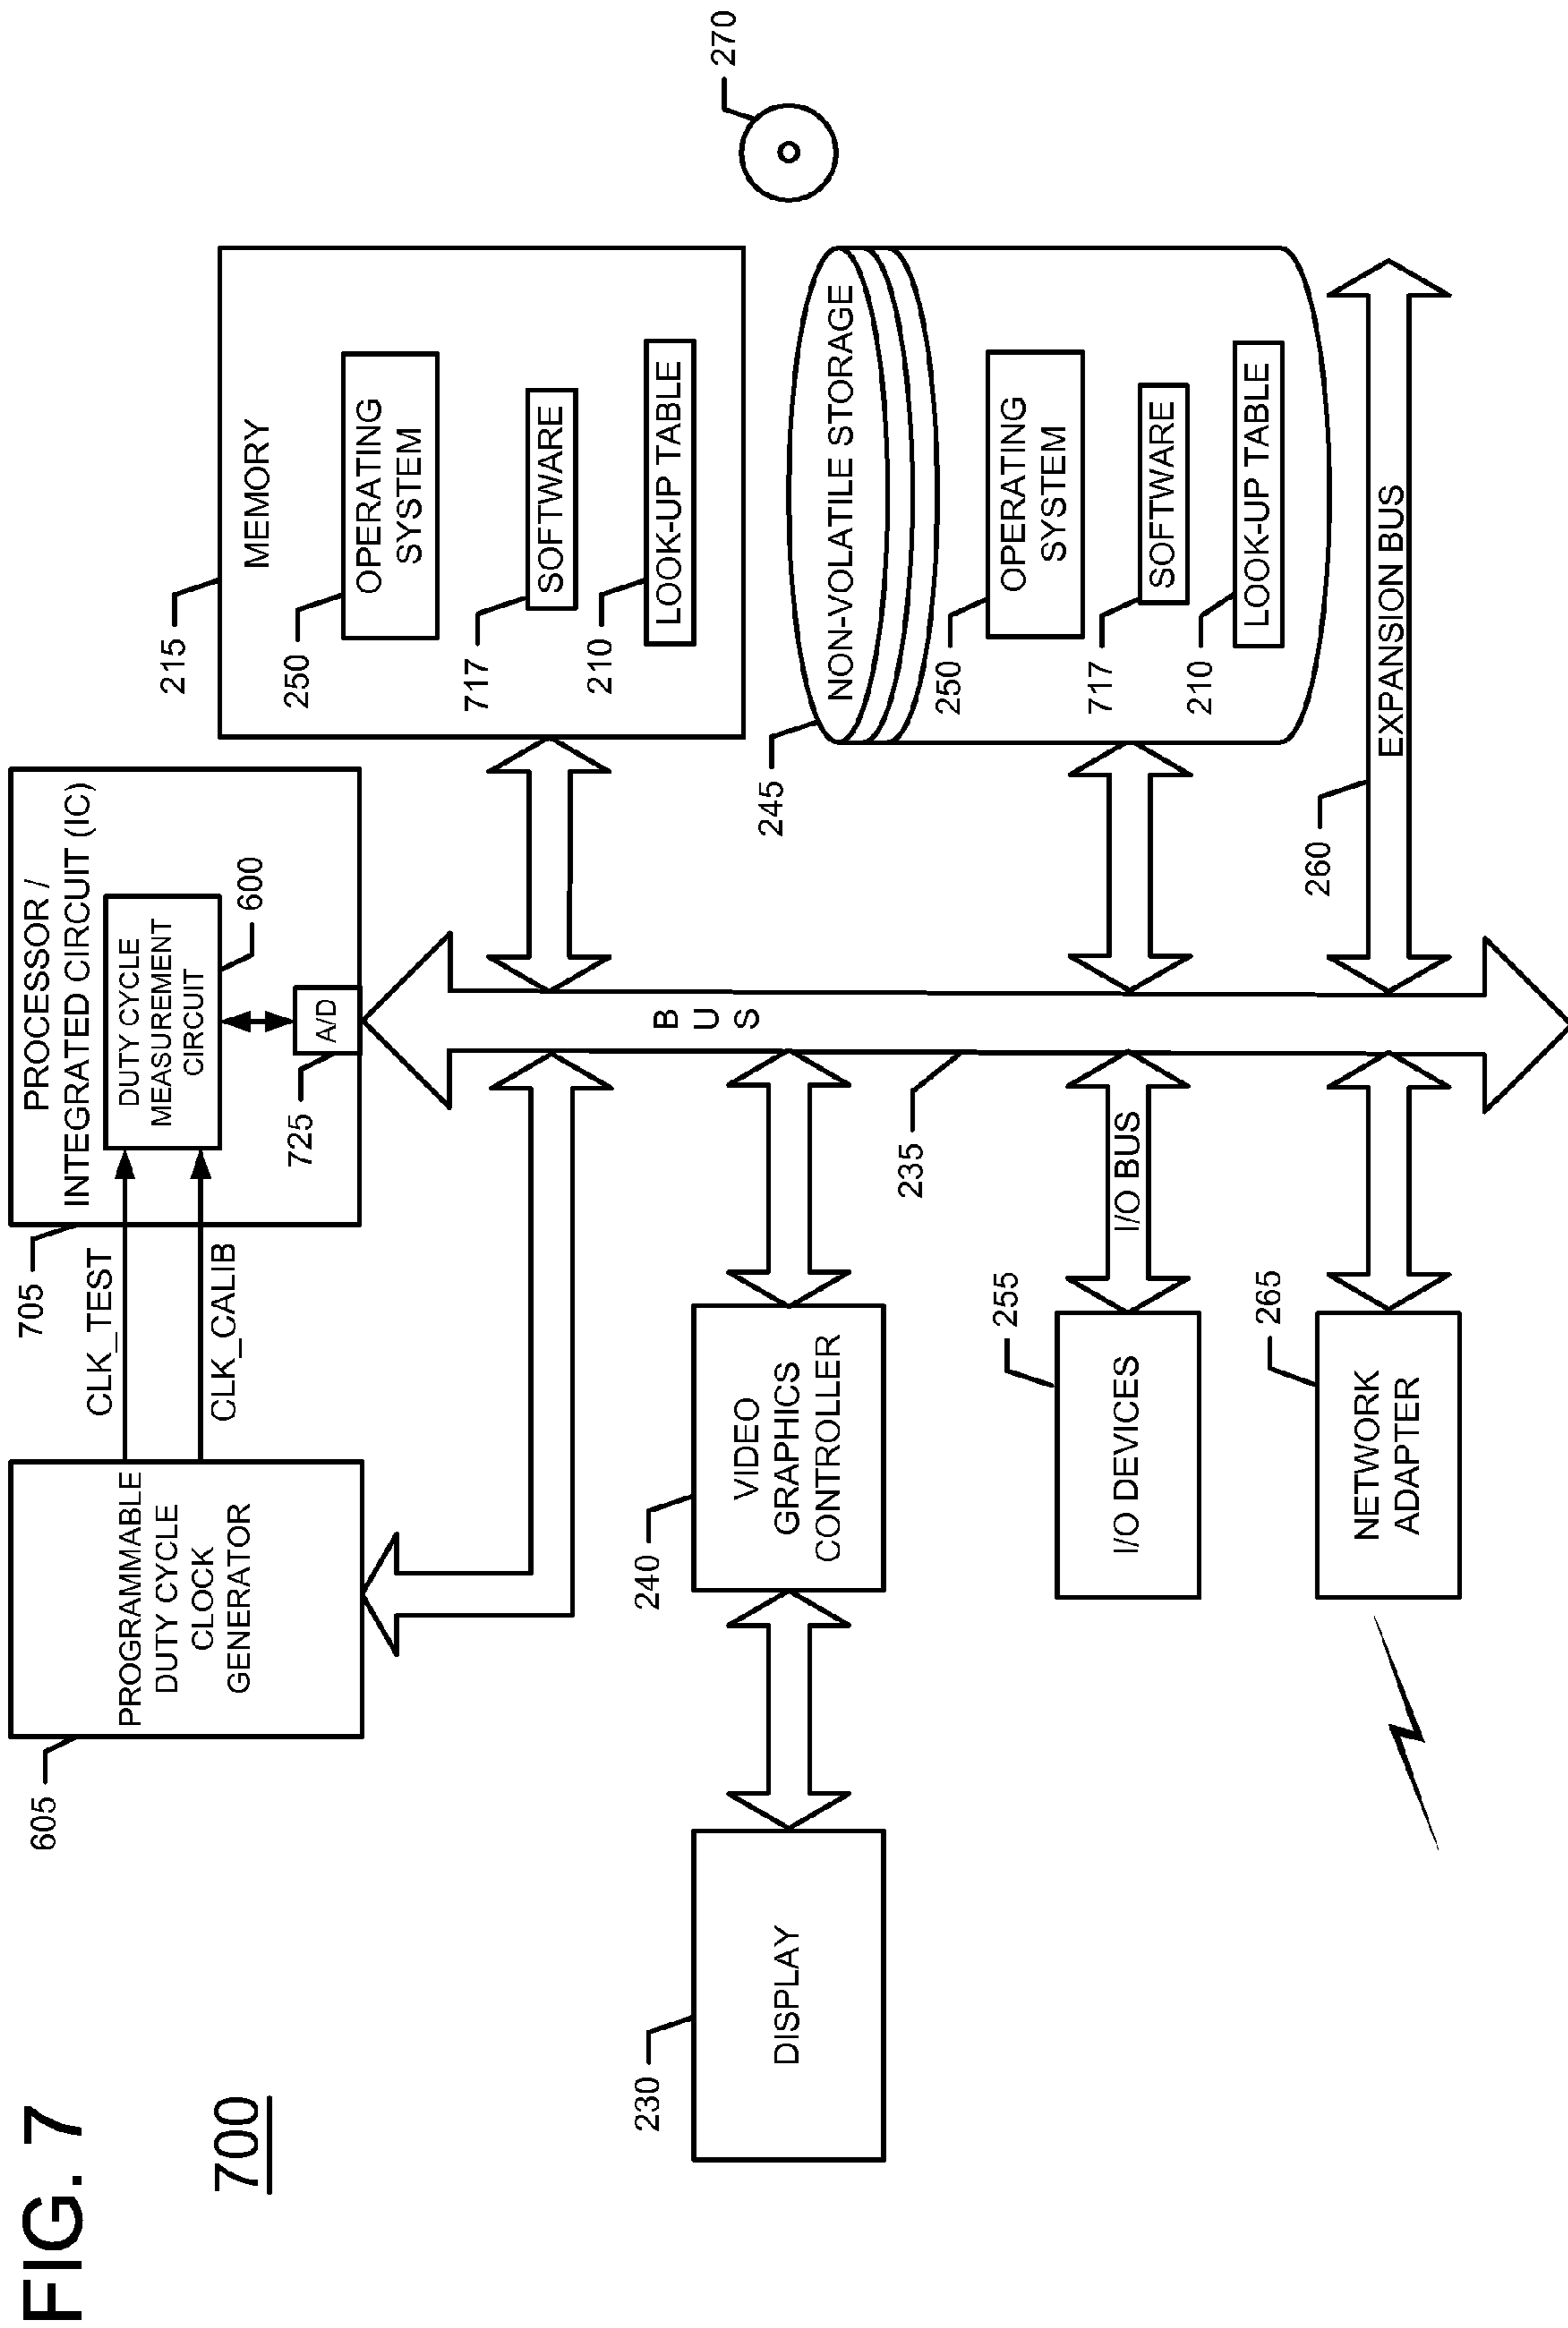 FIG. 7
700
605
PROGRAMMABLE
DUTY CYCLE
CLOCK
GENERATOR
CLK_TEST
CLK_CALIB
705
PROCESSOR /
INTEGRATED CIRCUIT (IC)
DUTY CYCLE
MEASUREMENT
CIRCUIT
600
725
A/D
215
MEMORY
250
OPERATING
SYSTEM
717
SOFTWARE
210
LOOK-UP TABLE
270
230
DISPLAY
240
VIDEO
GRAPHICS
CONTROLLER
B
U
S
235
245
NON-VOLATILE STORAGE
250
OPERATING
SYSTEM
717
SOFTWARE
210
LOOK-UP TABLE
255
I/O DEVICES
I/O BUS
265
NETWORK
ADAPTER
260
EXPANSION BUS